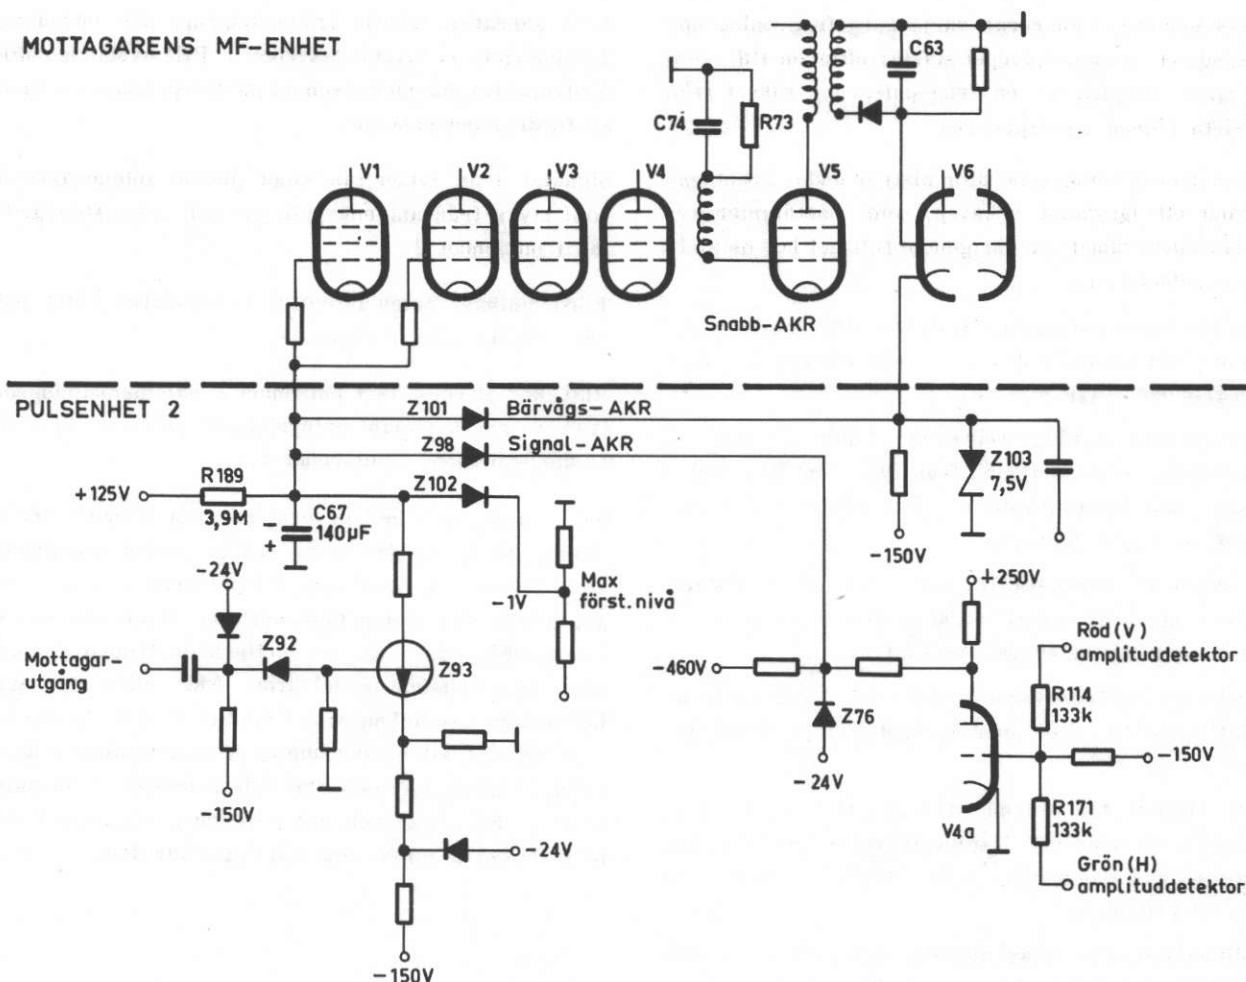 MOTTAGARENS MF-ENHET
C63
C74
R73
V1
V2
V3
V4
V5
V6
Snabb-AKR
PULSENHET 2
Z101
Bärvågs-AKR
Z98
Signal-AKR
Z102
R189
+125V
3,9M
C67
140µF
-
+
Z103
7,5V
-24V
-1V
Max
först.nivå
-150V
+250V
Mottagar-
utgång
Z92
Z93
Röd (V)
amplituddetektor
-460V
Z76
R114
133k
-150V
-24V
-150V
-24V
V4a
R171
133k
Grön (H)
amplituddetektor
-150V